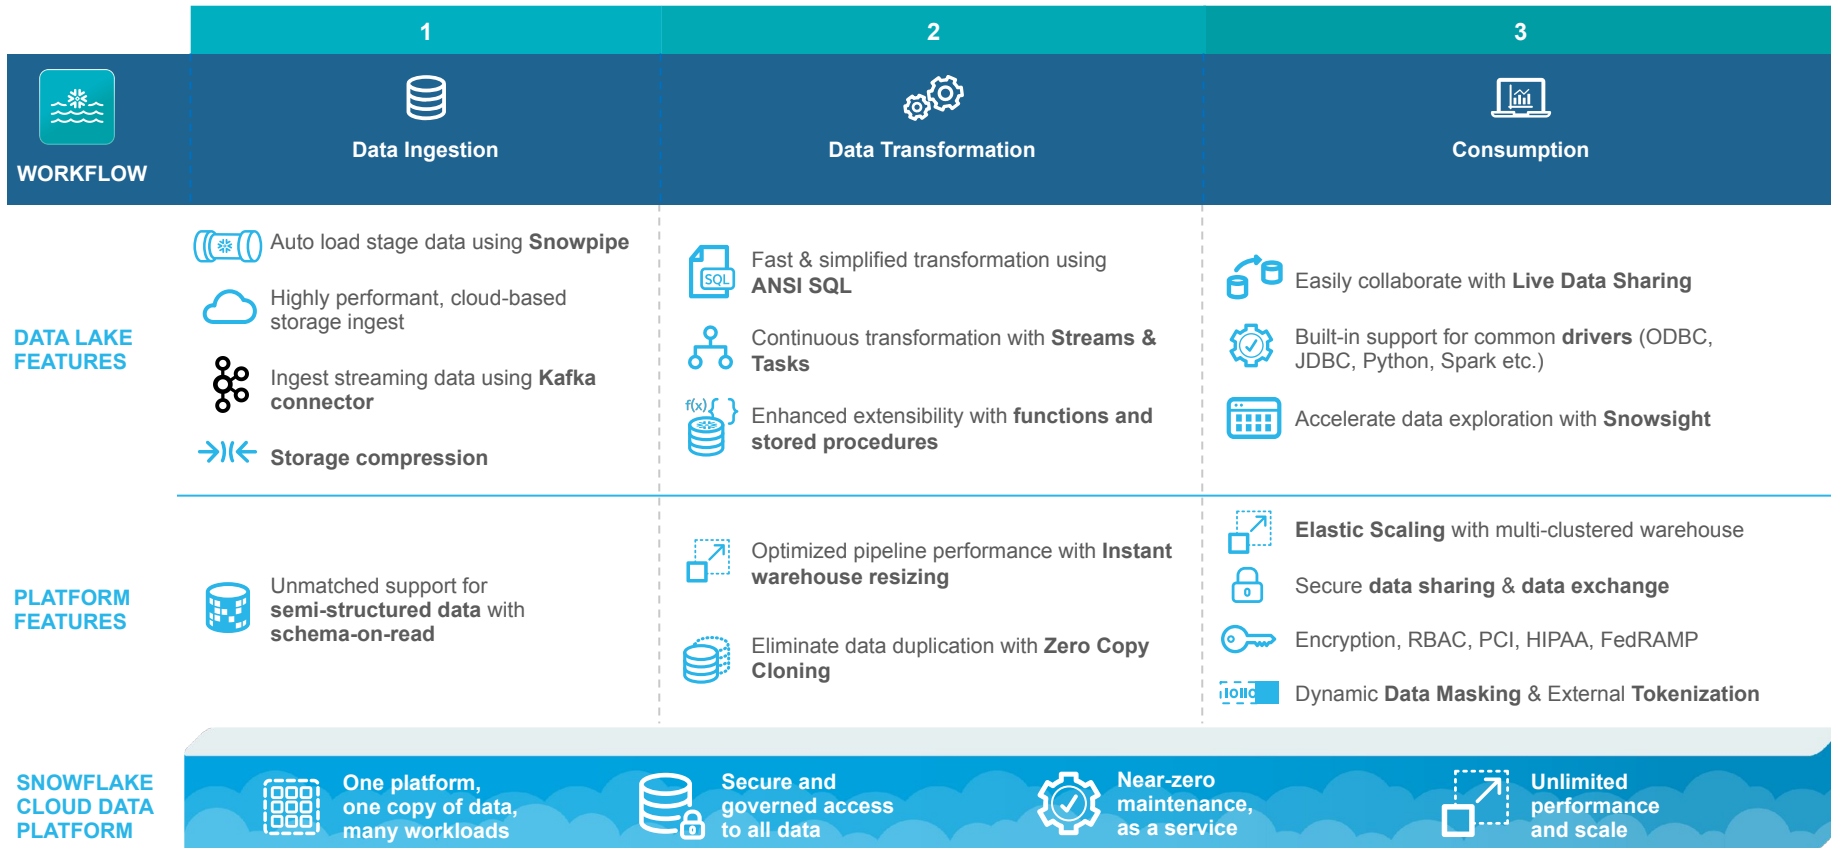 1
2
3
WORKFLOW
Data Ingestion
Data Transformation
Consumption
DATA LAKE
FEATURES
Auto load stage data using Snowpipe
Highly performant, cloud-based
storage ingest
Ingest streaming data using Kafka
connector
Storage compression
SQL
Fast & simplified transformation using
ANSI SQL
Continuous transformation with Streams &
Tasks
f(x) { }
Enhanced extensibility with functions and
stored procedures
Easily collaborate with Live Data Sharing
Built-in support for common drivers (ODBC,
JDBC, Python, Spark etc.)
Accelerate data exploration with Snowsight
PLATFORM
FEATURES
Unmatched support for
semi-structured data with
schema-on-read
Optimized pipeline performance with Instant
warehouse resizing
Eliminate data duplication with Zero Copy
Cloning
Elastic Scaling with multi-clustered warehouse
Secure data sharing & data exchange
Encryption, RBAC, PCI, HIPAA, FedRAMP
Dynamic Data Masking & External Tokenization
SNOWFLAKE
CLOUD DATA
PLATFORM
One platform,
one copy of data,
many workloads
Secure and
governed access
to all data
Near-zero
maintenance,
as a service
Unlimited
performance
and scale